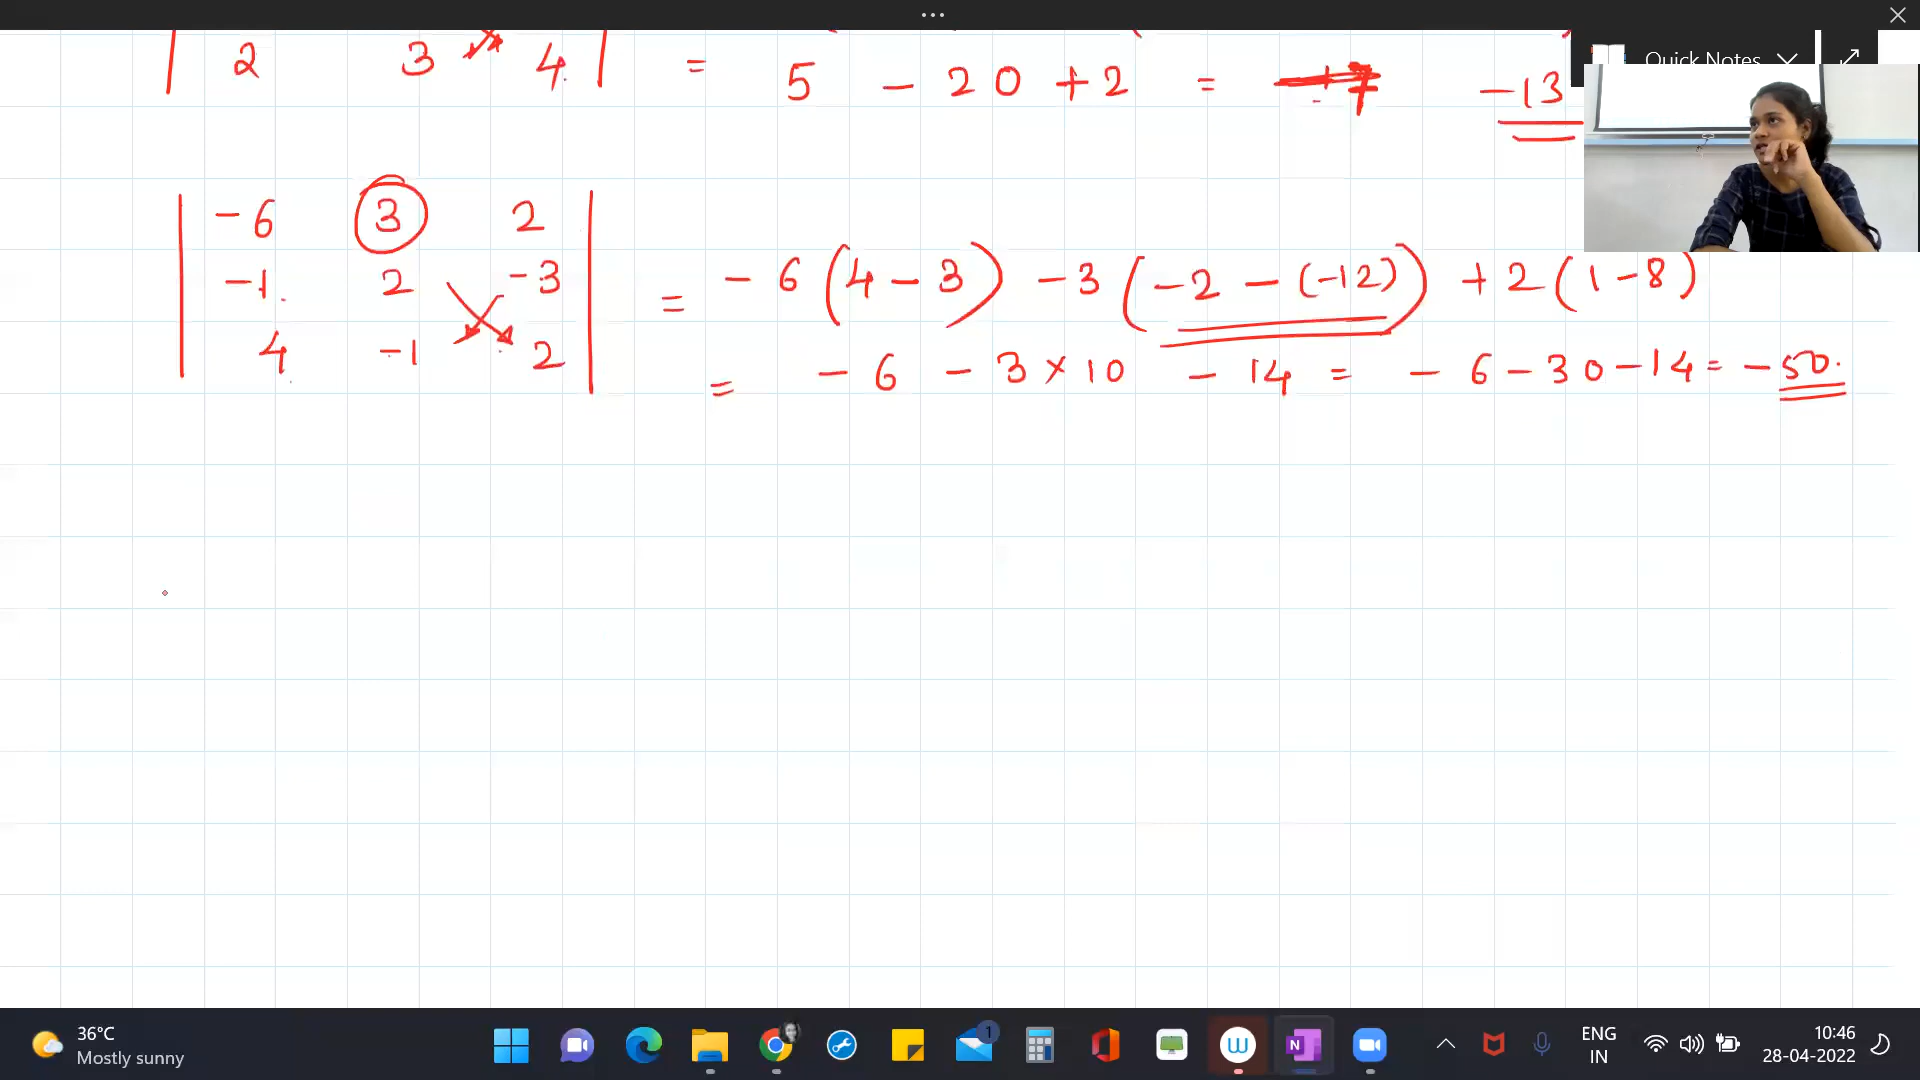 Quick Notes
2 3 4 = 5 - 20 + 2 = -13
-6 3 2
-1 2 -3 = -6 (4 - 3) -3 (-2 - (-12)) + 2 (1 - 8)
4 -1 2 = -6 - 3 × 10 - 14 = -6 - 30 - 14 = -50.
36°C
Mostly sunny
1
ENG
IN
10:46
28-04-2022